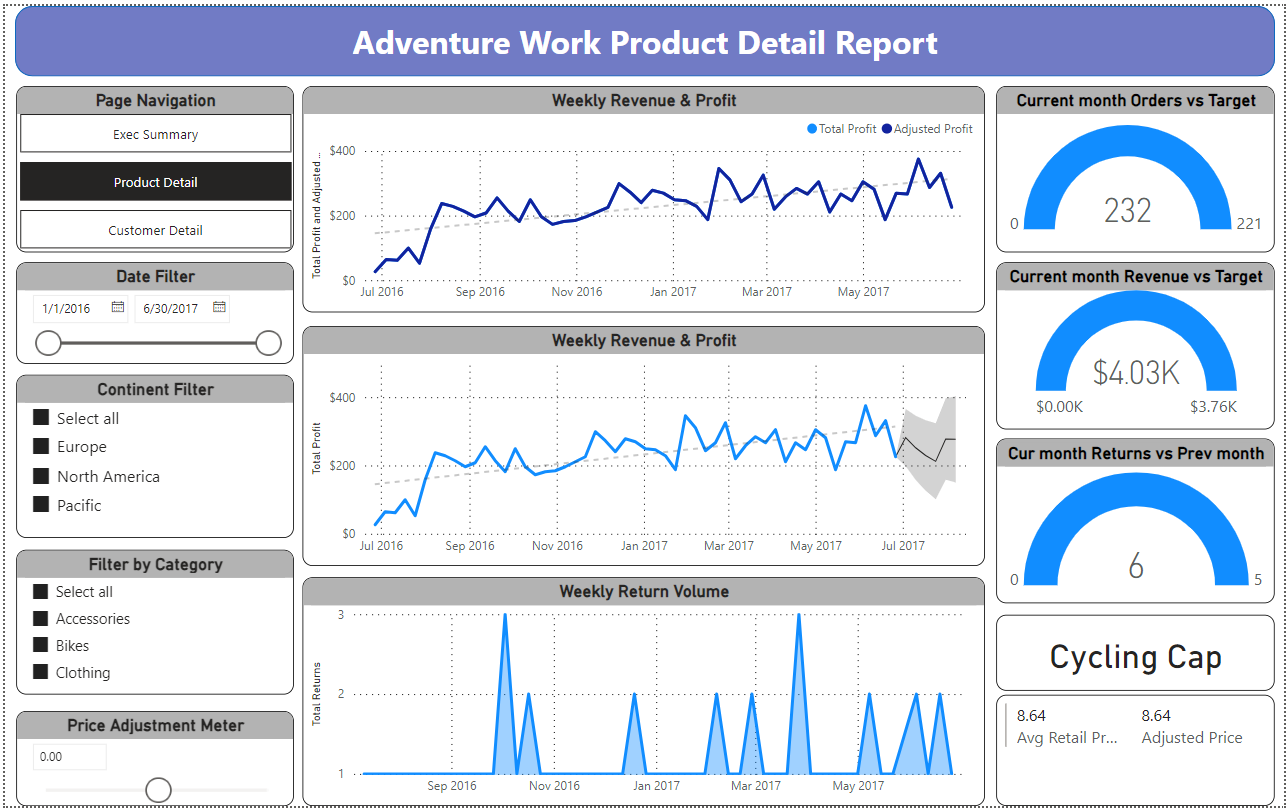 Adventure Work Product Detail Report
Page Navigation
Exec Summary
Product Detail
Customer Detail
Date Filter
1/1/2016
6/30/2017
Continent Filter
Select all
Europe
North America
Pacific
Filter by Category
Select all
Accessories
Bikes
Clothing
Price Adjustment Meter
0.00
Weekly Revenue & Profit
Total Profit
Adjusted Profit
Total Profit and Adjusted ...
$400
$200
$0
Jul 2016
Sep 2016
Nov 2016
Jan 2017
Mar 2017
May 2017
Weekly Revenue & Profit
Total Profit
$400
$200
$0
Jul 2016
Sep 2016
Nov 2016
Jan 2017
Mar 2017
May 2017
Jul 2017
Weekly Return Volume
Total Returns
3
2
1
Sep 2016
Nov 2016
Jan 2017
Mar 2017
May 2017
Current month Orders vs Target
232
0
221
Current month Revenue vs Target
$4.03K
$0.00K
$3.76K
Cur month Returns vs Prev month
6
0
5
Cycling Cap
8.64
Avg Retail Pr...
8.64
Adjusted Price